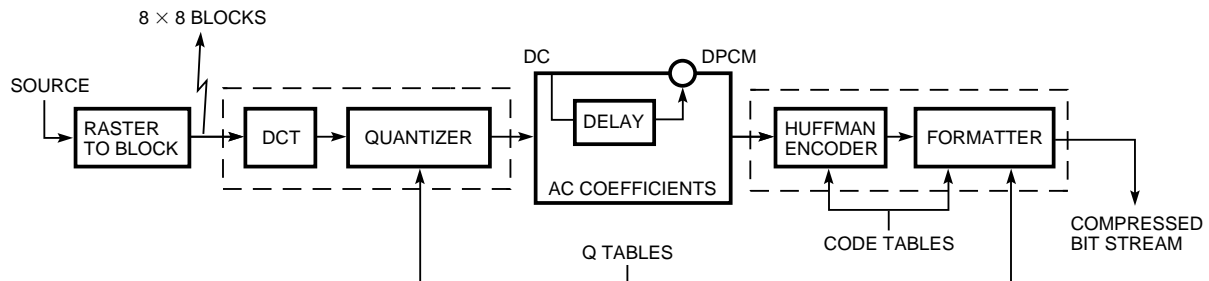 8 × 8 BLOCKS
SOURCE
RASTER
TO BLOCK
DCT
QUANTIZER
DC
DPCM
DELAY
AC COEFFICIENTS
HUFFMAN
ENCODER
FORMATTER
CODE TABLES
COMPRESSED
BIT STREAM
Q TABLES